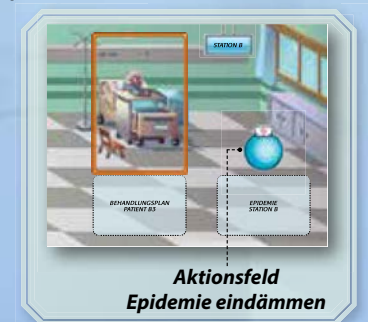 STATION B
BEHANDLUNGSPLAN
PATIENT B3
EPIDEMIE
STATION B
Aktionsfeld
Epidemie eindämmen